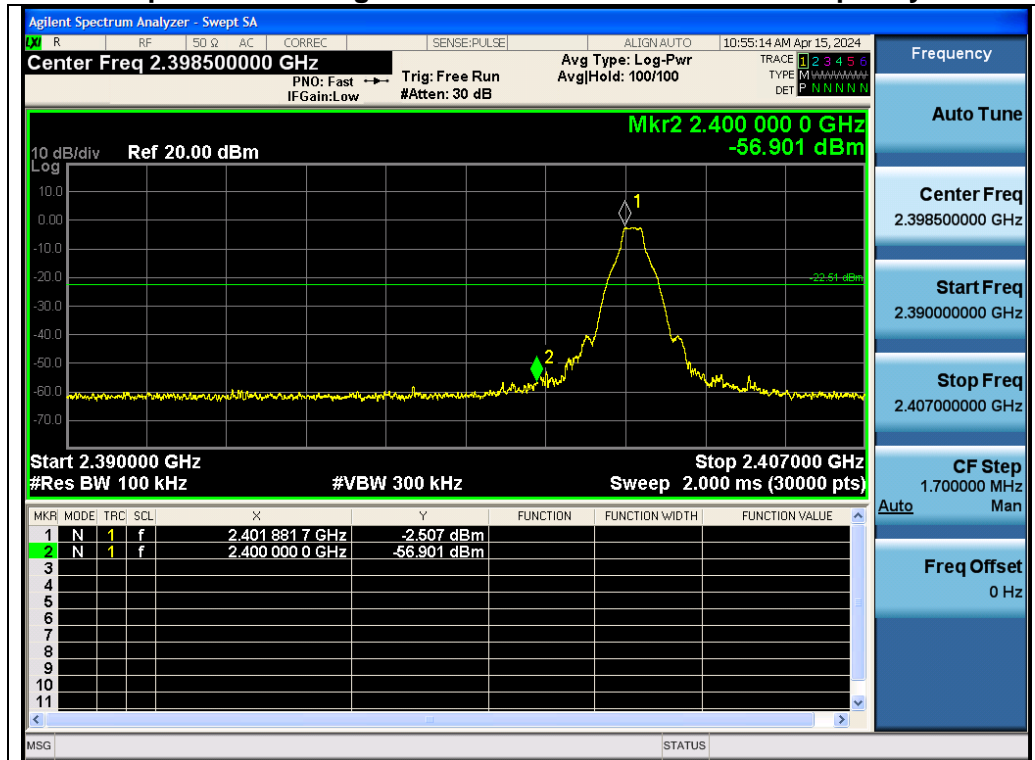 Agilent Spectrum Analyzer - Swept SA
LXI R RF 50 Ω AC CORREC SENSE:PULSE ALIGN AUTO 10:55:14 AM Apr 15, 2024
Center Freq 2.398500000 GHz
PNO: Fast
IFGain:Low
Trig: Free Run
#Atten: 30 dB
Avg Type: Log-Pwr
Avg|Hold: 100/100
TRACE 1 2 3 4 5 6
TYPE M
DET P N N N N N
Frequency
Mkr2 2.400 000 0 GHz
-56.901 dBm
10 dB/div Ref 20.00 dBm
Log
10.0
0.00
-10.0
-20.0
-30.0
-40.0
-50.0
-60.0
-70.0
1
2
-22.51 dBm
Start 2.390000 GHz Stop 2.407000 GHz
#Res BW 100 kHz #VBW 300 kHz Sweep 2.000 ms (30000 pts)
MKR MODE TRC SCL X Y FUNCTION FUNCTION WIDTH FUNCTION VALUE
1 N 1 f 2.401 881 7 GHz -2.507 dBm
2 N 1 f 2.400 000 0 GHz -56.901 dBm
3
4
5
6
7
8
9
10
11
Auto Tune
Center Freq
2.398500000 GHz
Start Freq
2.390000000 GHz
Stop Freq
2.407000000 GHz
CF Step
1.700000 MHz
Auto Man
Freq Offset
0 Hz
MSG STATUS